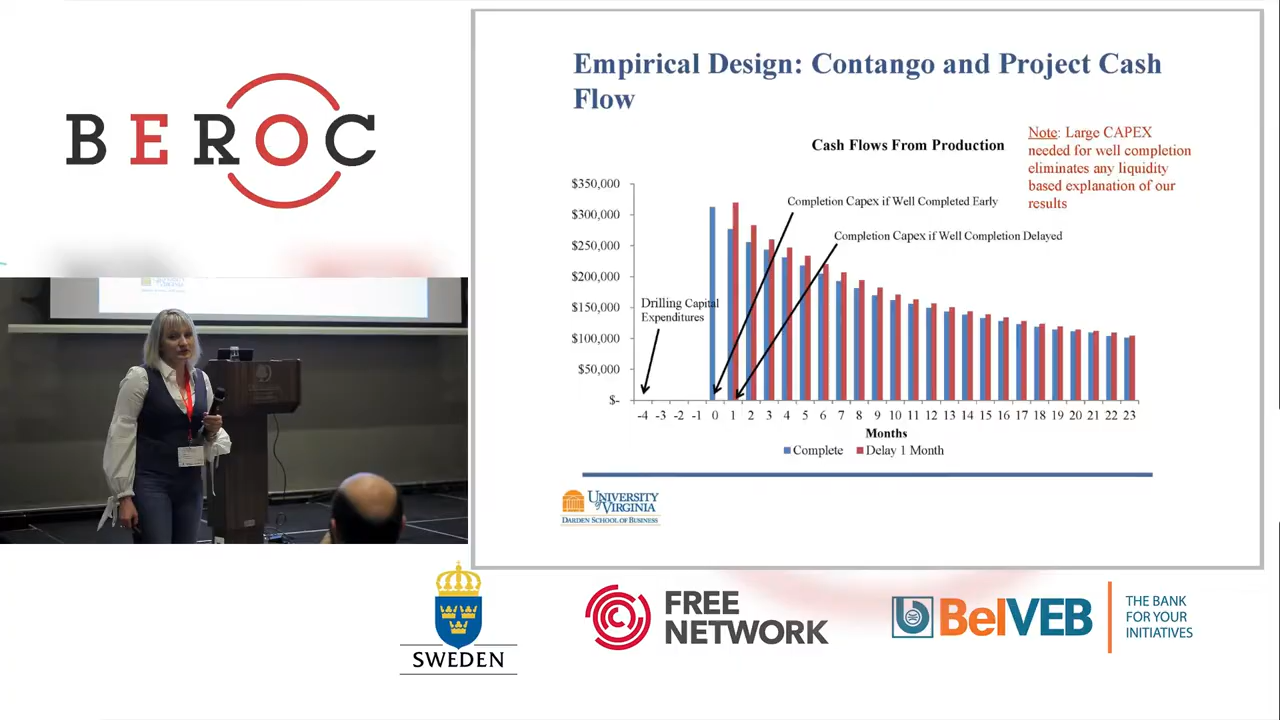 BEROC
Empirical Design: Contango and Project Cash
Flow
Cash Flows From Production
Note: Large CAPEX
needed for well completion
eliminates any liquidity
based explanation of our
results
$350,000
$300,000
$250,000
$200,000
$150,000
$100,000
$50,000
$-
Completion Capex if Well Completed Early
Completion Capex if Well Completion Delayed
Drilling Capital
Expenditures
-4 -3 -2 -1 0 1 2 3 4 5 6 7 8 9 10 11 12 13 14 15 16 17 18 19 20 21 22 23
Months
Complete Delay 1 Month
UNIVERSITY
of VIRGINIA
DARDEN SCHOOL OF BUSINESS
SWEDEN
FREE
NETWORK
BelVEB
THE BANK
FOR YOUR
INITIATIVES